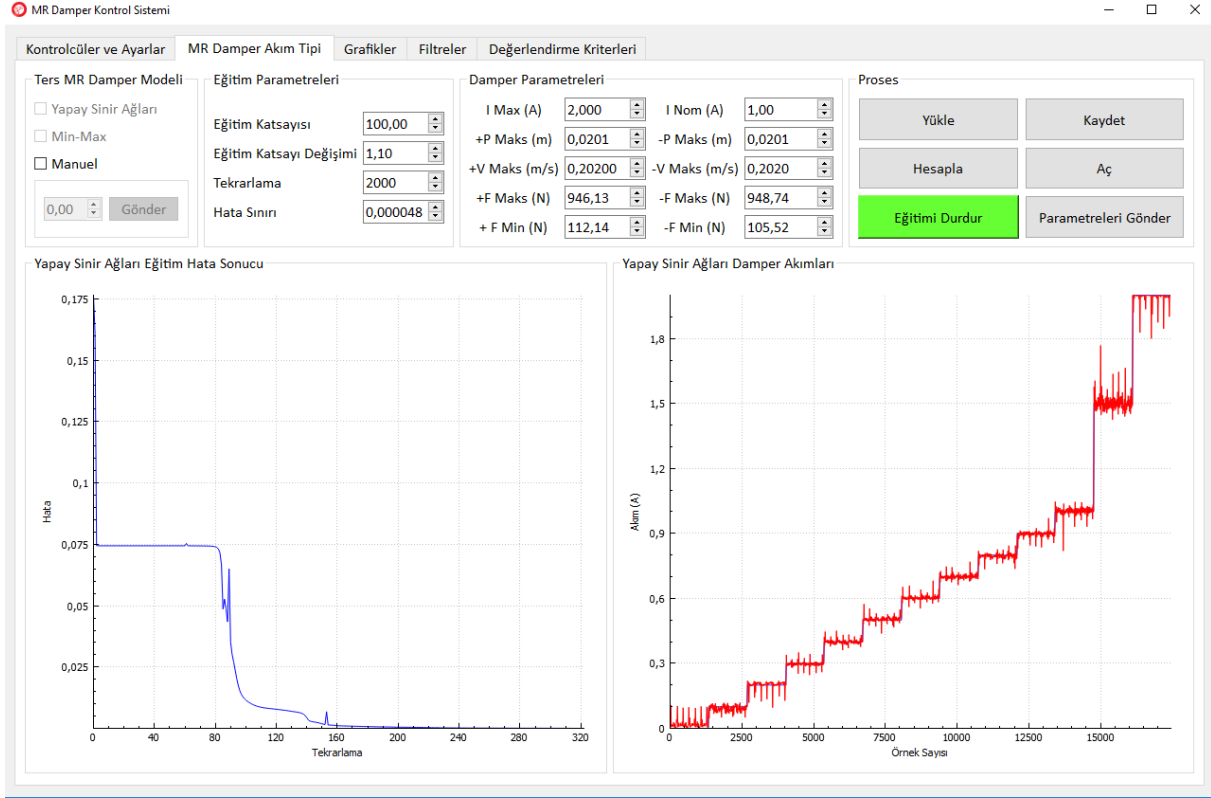 MR Damper Kontrol Sistemi
Kontrolcüler ve Ayarlar
MR Damper Akım Tipi
Grafikler
Filtreler
Değerlendirme Kriterleri
Ters MR Damper Modeli
Yapay Sinir Ağları
Min-Max
Manuel
0,00
Gönder
Eğitim Parametreleri
Eğitim Katsayısı 100,00
Eğitim Katsayı Değişimi 1,10
Tekrarlama 2000
Hata Sınırı 0,000048
Damper Parametreleri
I Max (A) 2,000 I Nom (A) 1,00
+P Maks (m) 0,0201 -P Maks (m) 0,0201
+V Maks (m/s) 0,20200 -V Maks (m/s) 0,2020
+F Maks (N) 946,13 -F Maks (N) 948,74
+ F Min (N) 112,14 -F Min (N) 105,52
Proses
Yükle
Kaydet
Hesapla
Aç
Eğitimi Durdur
Parametreleri Gönder
Yapay Sinir Ağları Eğitim Hata Sonucu
0,175
0,15
0,125
0,1
0,075
0,05
0,025
Hata
0 40 80 120 160 200 240 280 320
Tekrarlama
Yapay Sinir Ağları Damper Akımları
1,8
1,5
1,2
0,9
0,6
0,3
0
Akım (A)
0 2500 5000 7500 10000 12500 15000
Örnek Sayısı